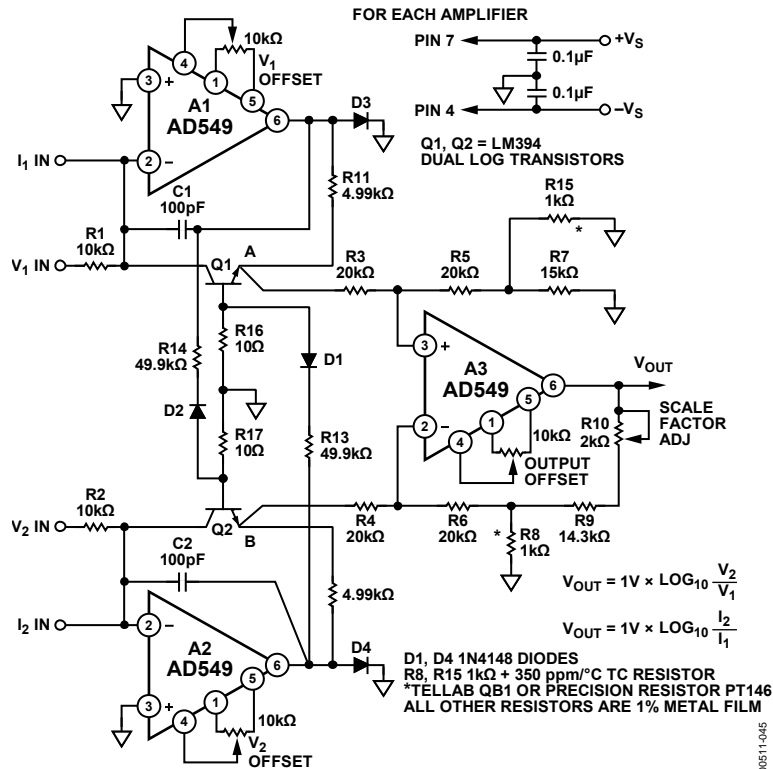 FOR EACH AMPLIFIER
PIN 7
+VS
0.1µF
0.1µF
PIN 4
–VS
Q1, Q2 = LM394
DUAL LOG TRANSISTORS
10kΩ
V1
OFFSET
4
3
+
1
5
A1
AD549
6
D3
I1 IN
2
–
C1
100pF
R11
4.99kΩ
R15
1kΩ
*
R1
10kΩ
V1 IN
Q1
A
R3
20kΩ
R5
20kΩ
R7
15kΩ
R16
10Ω
R14
49.9kΩ
D1
D2
R17
10Ω
R13
49.9kΩ
3
+
A3
AD549
6
VOUT
5
2
–
1
4
10kΩ
OUTPUT
OFFSET
R10
2kΩ
SCALE
FACTOR
ADJ
R2
10kΩ
V2 IN
Q2
B
R4
20kΩ
R6
20kΩ
* R8
1kΩ
R9
14.3kΩ
C2
100pF
4.99kΩ
VOUT = 1V × LOG10 V2
V1
VOUT = 1V × LOG10 I2
I1
I2 IN
2
–
A2
AD549
6
D4
5
1
3
+
4
10kΩ
V2
OFFSET
D1, D4 1N4148 DIODES
R8, R15 1kΩ + 350 ppm/°C TC RESISTOR
*TELLAB QB1 OR PRECISION RESISTOR PT146
ALL OTHER RESISTORS ARE 1% METAL FILM
00511-045